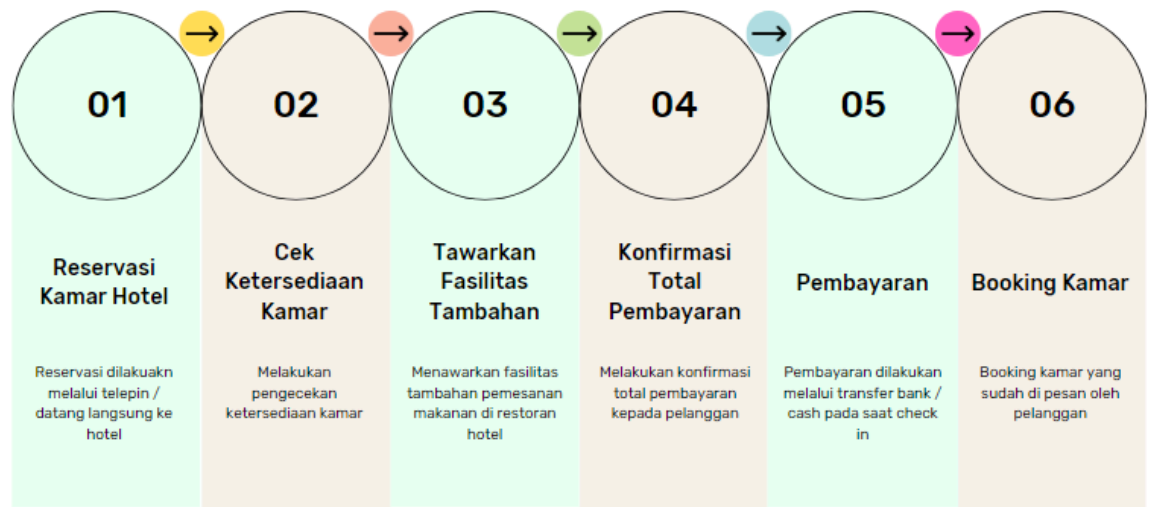 01
02
03
04
05
06
Reservasi
Kamar Hotel
Cek
Ketersediaan
Kamar
Tawarkan
Fasilitas
Tambahan
Konfirmasi
Total
Pembayaran
Pembayaran
Booking Kamar
Reservasi dilakuakn
melalui telepin /
datang langsung ke
hotel
Melakukan
pengecekan
ketersediaan kamar
Menawarkan fasilitas
tambahan pemesanan
makanan di restoran
hotel
Melakukan konfirmasi
total pembayaran
kepada pelanggan
Pembayaran dilakukan
melalui transfer bank /
cash pada saat check
in
Booking kamar yang
sudah di pesan oleh
pelanggan